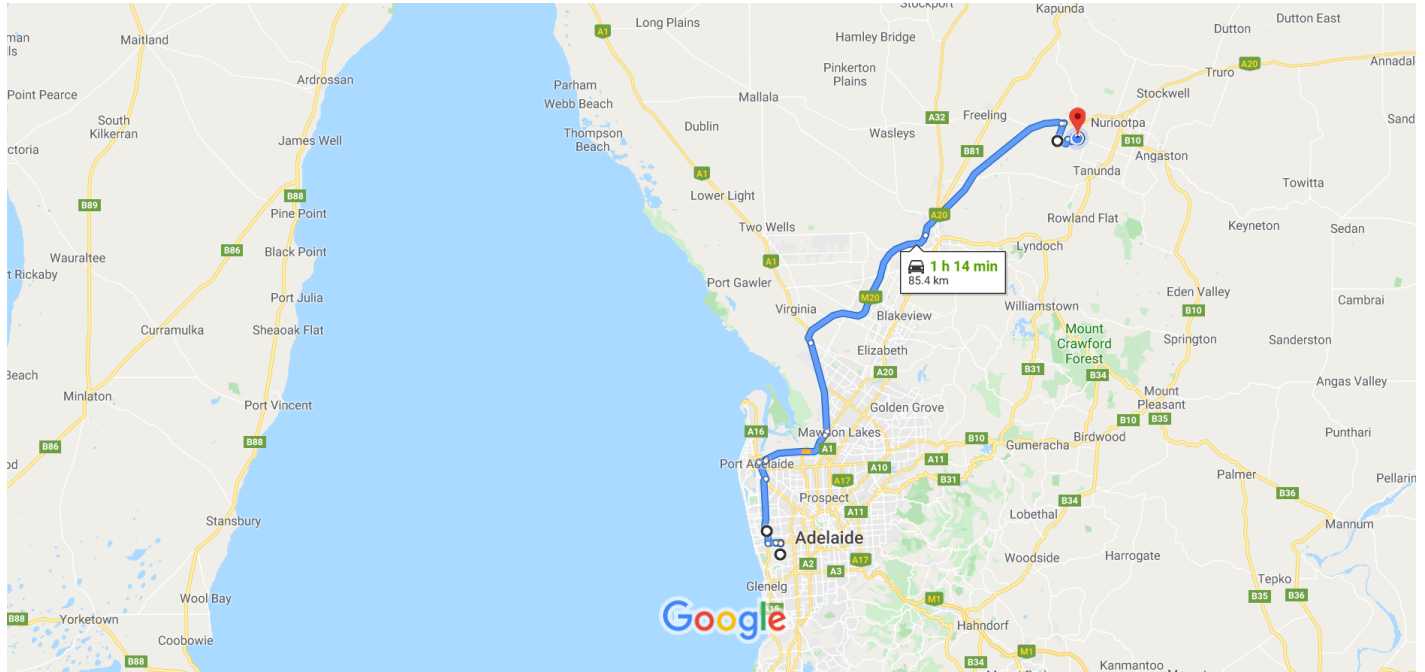 Stockport
Kapunda
Long Plains
Dutton East
A1
Dutton
Hamley Bridge
Maitland
Annadal
A20
Pinkerton
Plains
Truro
Ardrossan
Parham
Stockwell
Point Pearce
Mallala
Webb Beach
South
Kilkerran
A32
Freeling
Nuriootpa
Dublin
Wasleys
Thompson
Beach
James Well
B10
B81
Angaston
A1
Tanunda
Towitta
B88
Lower Light
B89
Pine Point
A20
Rowland Flat
Keyneton
Sedan
Two Wells
Lyndoch
B86
Black Point
Wauraltee
A1
1 h 14 min
85.4 km
t Rickaby
Port Gawler
Eden Valley
Port Julia
M20
Cambrai
Virginia
Williamstown
B10
Blakeview
Curramulka
Sheaoak Flat
Mount
Crawford
Forest
Springton
Sanderston
Elizabeth
B31
A20
B34
Beach
Angas Valley
Minlaton
Mount
Pleasant
Port Vincent
Golden Grove
B10
B35
A16
Mawson Lakes
B88
B10
Birdwood
Punthari
B86
Gumeracha
A1
Port Adelaide
A11
A10
Palmer
A17
B31
B36
Prospect
B34
Lobethal
A11
Stansbury
Mannum
Adelaide
Woodside
Harrogate
A17
A2
A3
Tepko
Glenelg
B35
B36
Wool Bay
M1
B88
Yorketown
Google
Hahndorf
Coobowie
M1
B88
B34
Kanmantoo